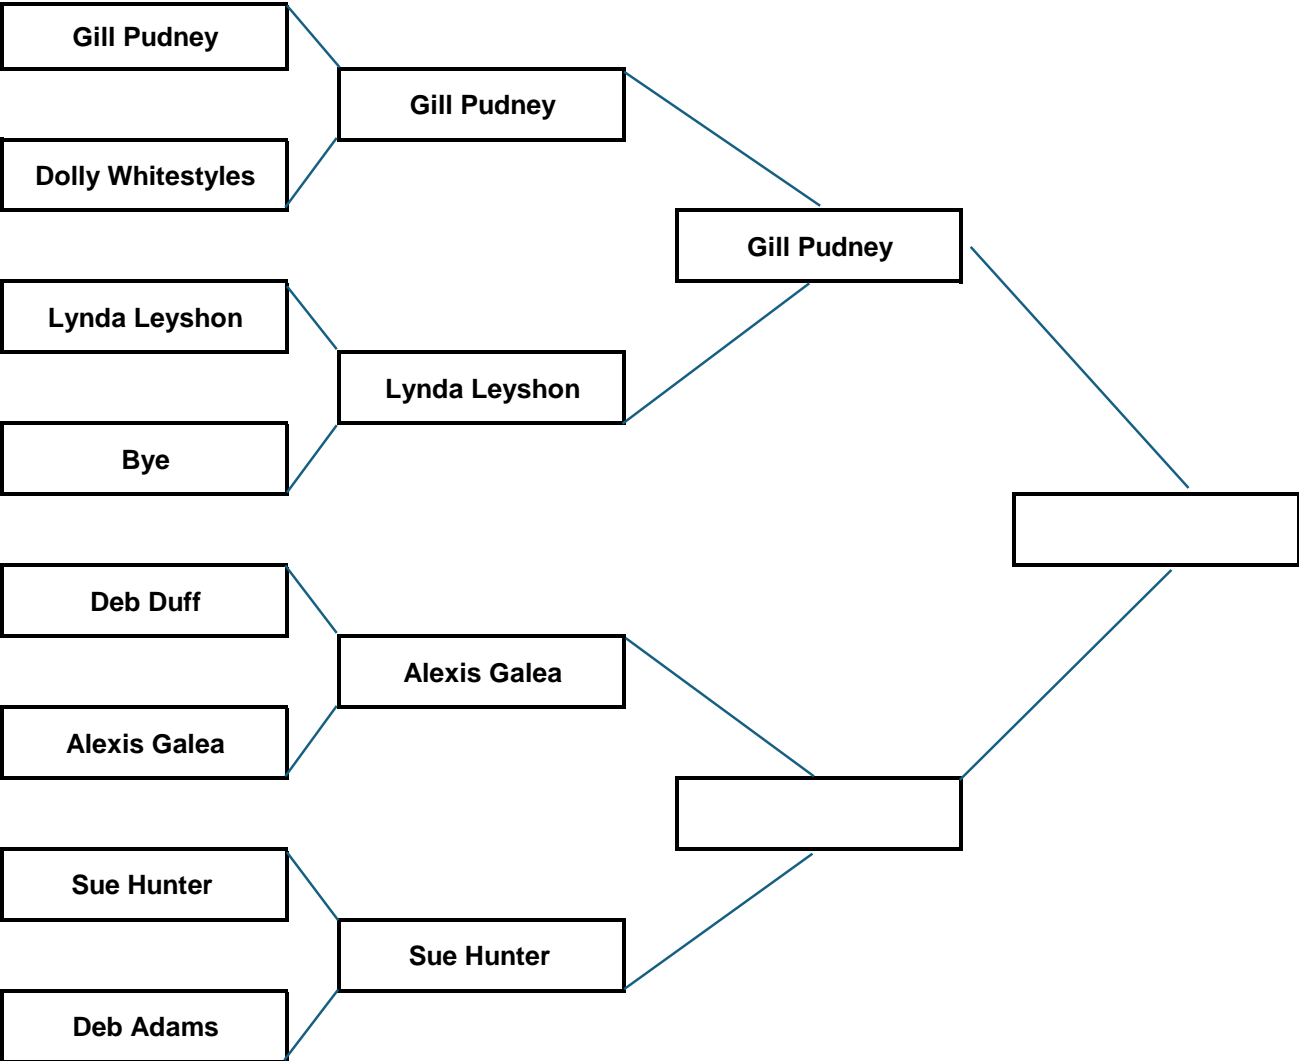 Gill Pudney
Gill Pudney
Dolly Whitestyles
Gill Pudney
Lynda Leyshon
Lynda Leyshon
Bye
Deb Duff
Alexis Galea
Alexis Galea
Sue Hunter
Sue Hunter
Deb Adams